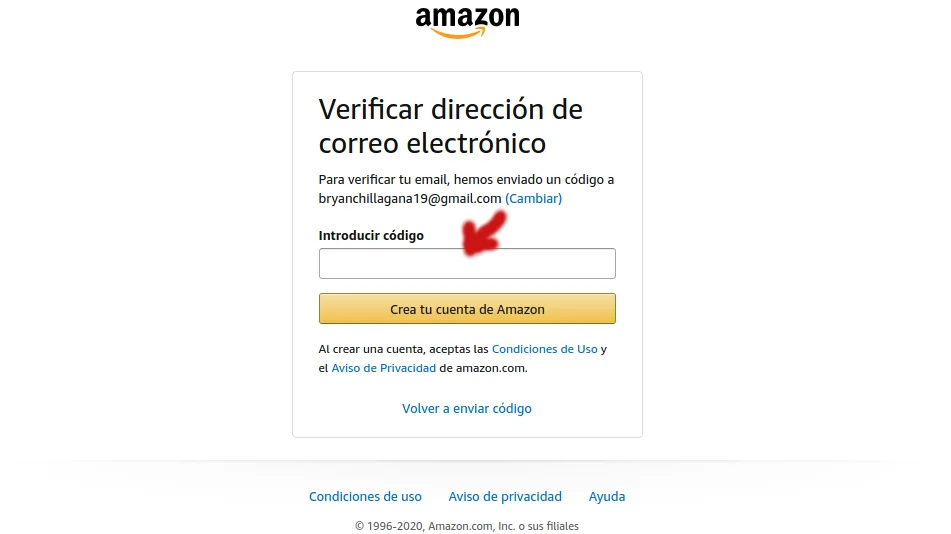 amazon
Verificar dirección de
correo electrónico
Para verificar tu email, hemos enviado un código a
bryanchillagana19@gmail.com (Cambiar)
Introducir código
Crea tu cuenta de Amazon
Al crear una cuenta, aceptas las Condiciones de Uso y
el Aviso de Privacidad de amazon.com.
Volver a enviar código
Condiciones de uso Aviso de privacidad Ayuda
© 1996-2020, Amazon.com, Inc. o sus filiales